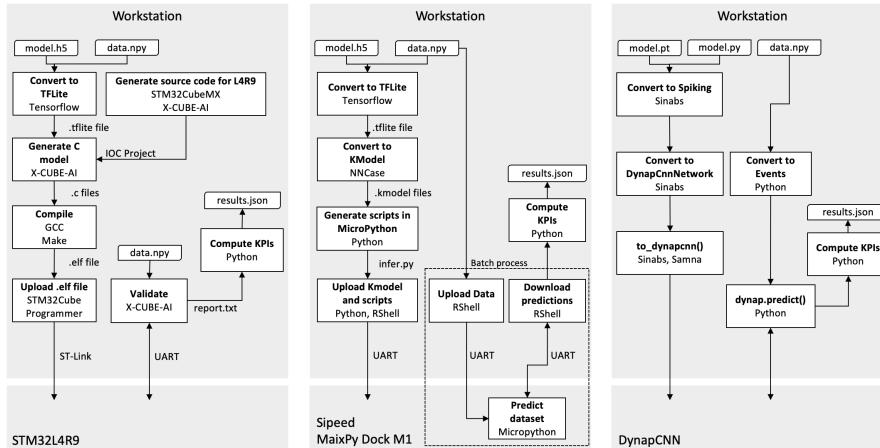 Workstation
model.h5
data.npy
Convert to
TFLite
Tensorflow
Generate source code for L4R9
STM32CubeMX
X-CUBE-AI
.tflite file
Generate C
model
X-CUBE-AI
IOC Project
.c files
Compile
GCC
Make
results.json
data.npy
Compute KPIs
Python
.elf file
Upload .elf file
STM32Cube
Programmer
Validate
X-CUBE-AI
report.txt
ST-Link
UART
STM32L4R9
Workstation
model.h5
data.npy
Convert to TFLite
Tensorflow
.tflite file
Convert to
KModel
NNCase
.kmodel files
results.json
Generate scripts in
MicroPython
Python
Compute
KPIs
Python
infer.py
Batch process
Upload Kmodel
and scripts
Python, RShell
Upload Data
RShell
Download
predictions
RShell
UART
UART
UART
Predict
dataset
Micropython
Sipeed
MaixPy Dock M1
Workstation
model.pt
model.py
data.npy
Convert to Spiking
Sinabs
Convert to
DynapCnnNetwork
Sinabs
Convert to
Events
Python
results.json
to_dynapcnn()
Sinabs, Samna
Compute KPIs
Python
dynap.predict()
Python
DynapCNN